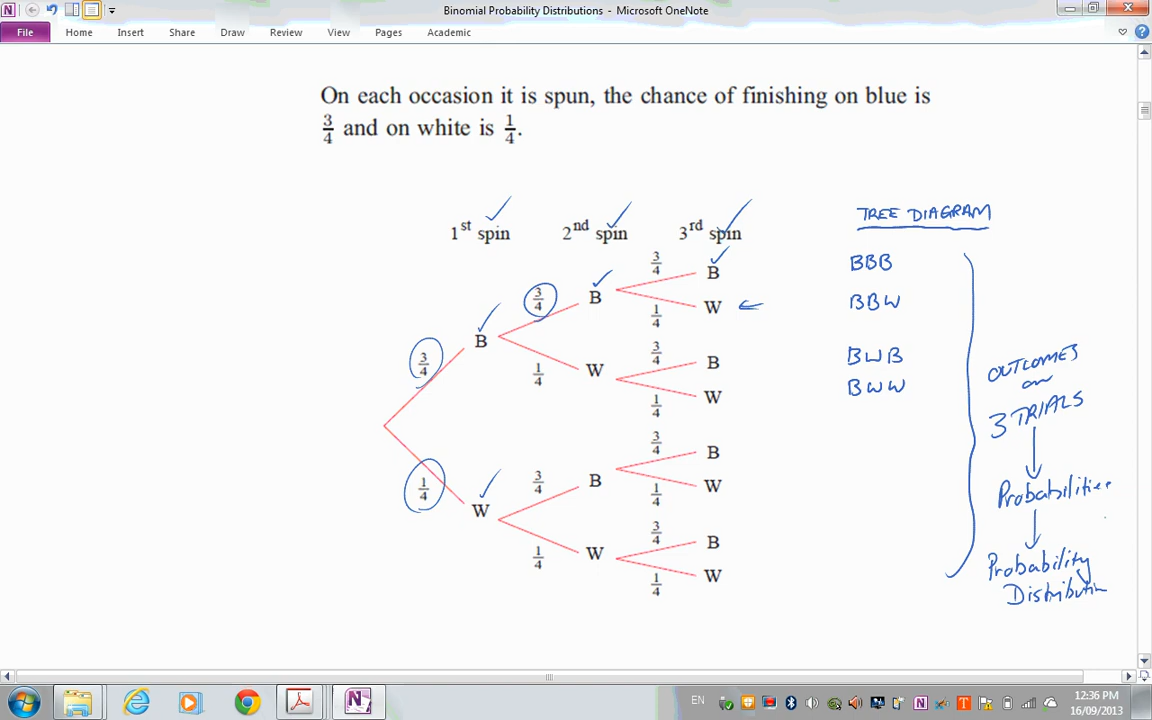 Binomial Probability Distributions - Microsoft OneNote
File Home Insert Share Draw Review View Pages Academic
On each occasion it is spun, the chance of finishing on blue is
3/4 and on white is 1/4.
1st spin 2nd spin 3rd spin
TREE DIAGRAM
3/4 B
3/4 B
1/4 W
3/4 B
3/4 B
1/4 W
1/4 W
3/4 B
3/4 B
1/4 W
1/4 W
3/4 B
1/4 W
1/4 W
BBB
BBW
BWB
BWW
OUTCOMES
on
3 TRIALS
Probabilities
Probability
Distribution
EN
12:36 PM
16/09/2013